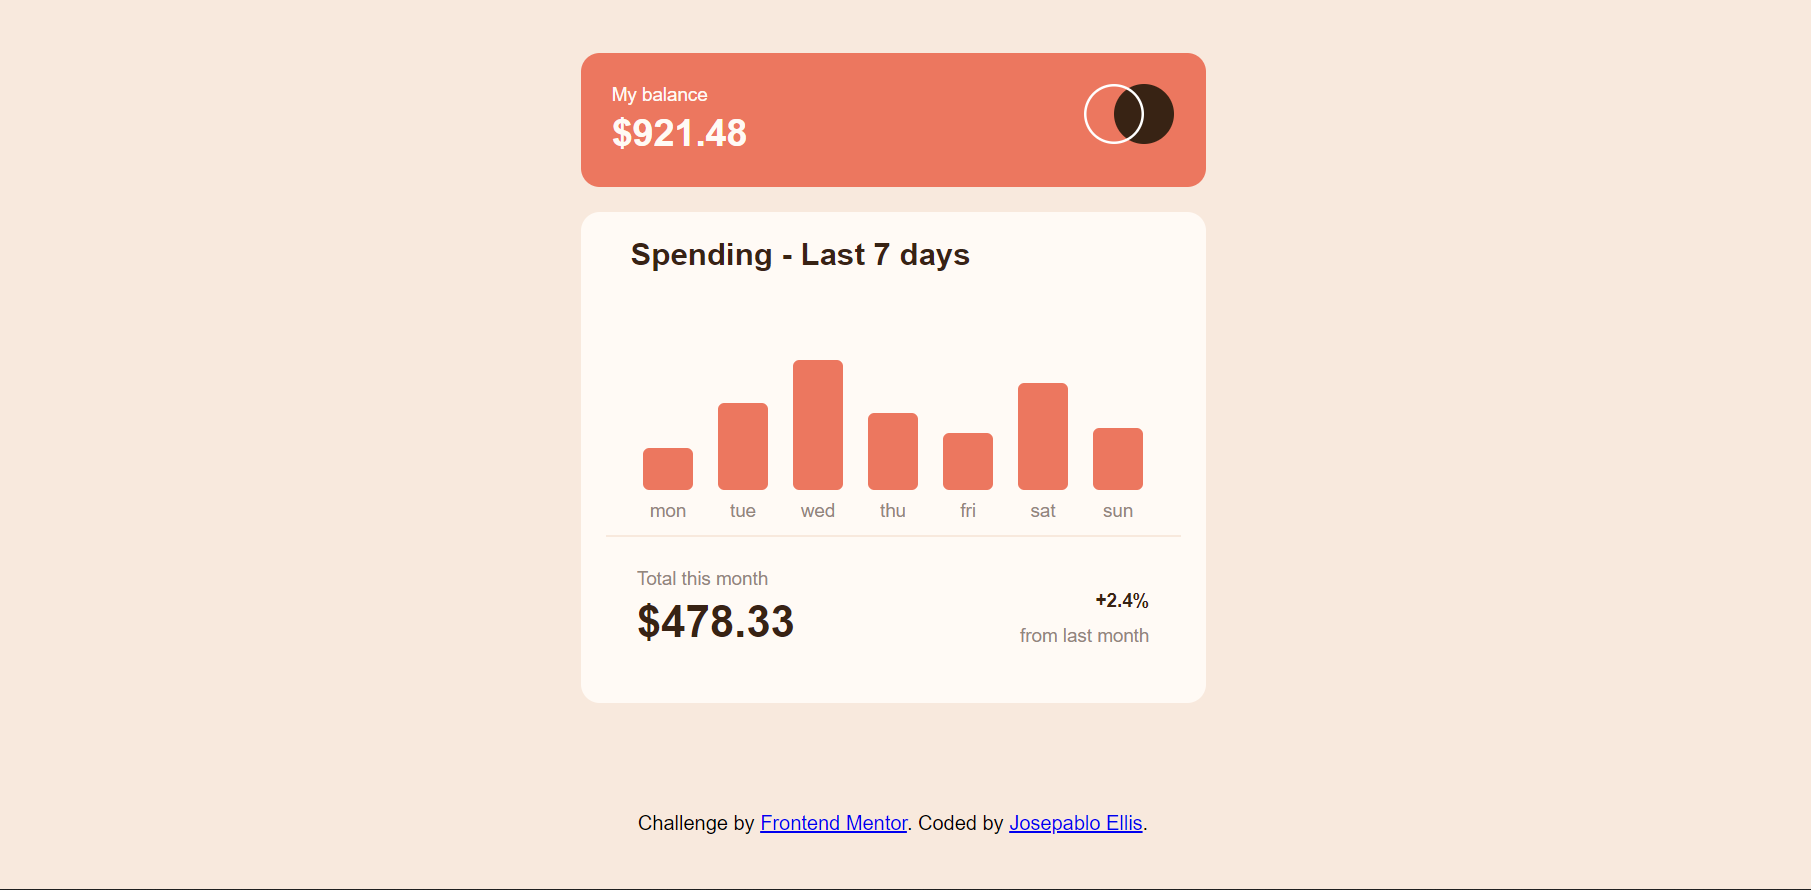 My balance
$921.48
Spending - Last 7 days
mon tue wed thu fri sat sun
Total this month
$478.33
+2.4%
from last month
Challenge by Frontend Mentor. Coded by Josepablo Ellis.